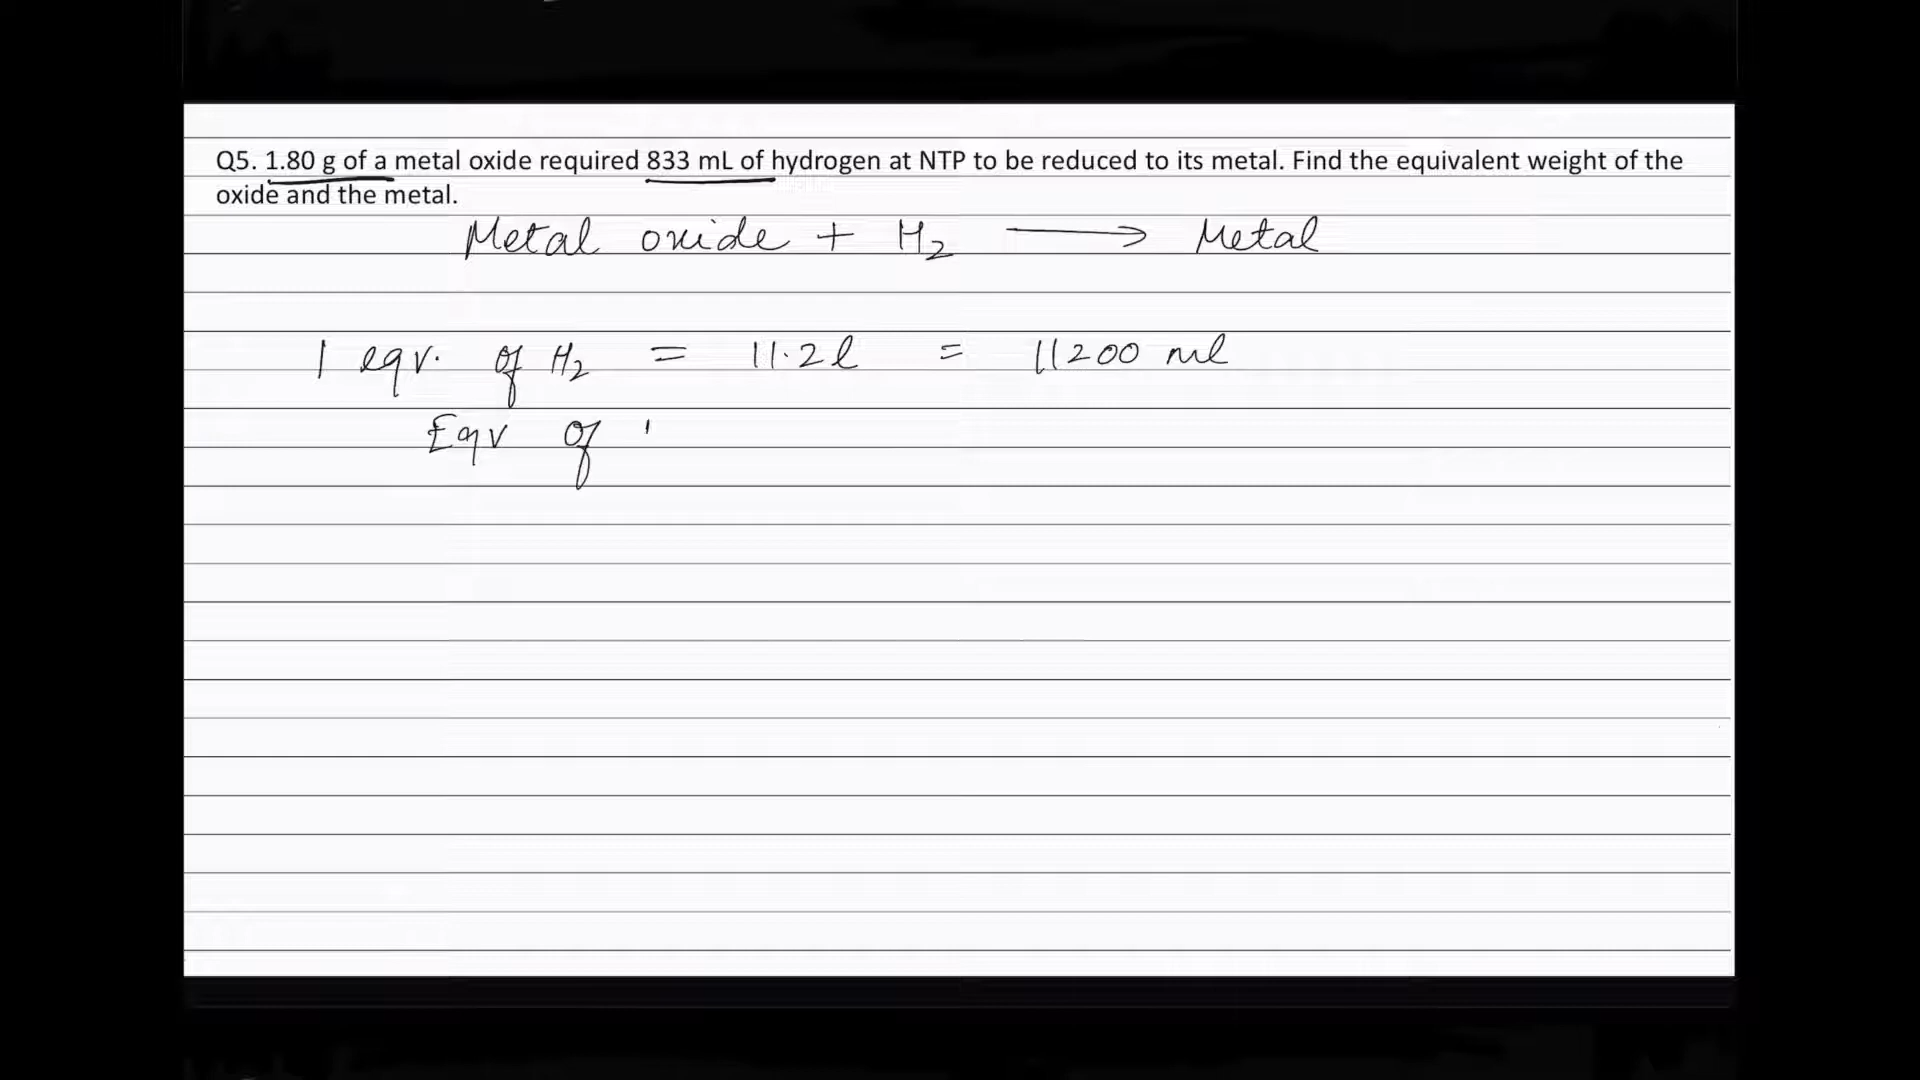 Q5. 1.80 g of a metal oxide required 833 mL of hydrogen at NTP to be reduced to its metal. Find the equivalent weight of the
oxide and the metal.
Metal oxide + H₂ ⟶ Metal
1 eqv. of H₂ = 11.2l = 11200 ml
Eqv of